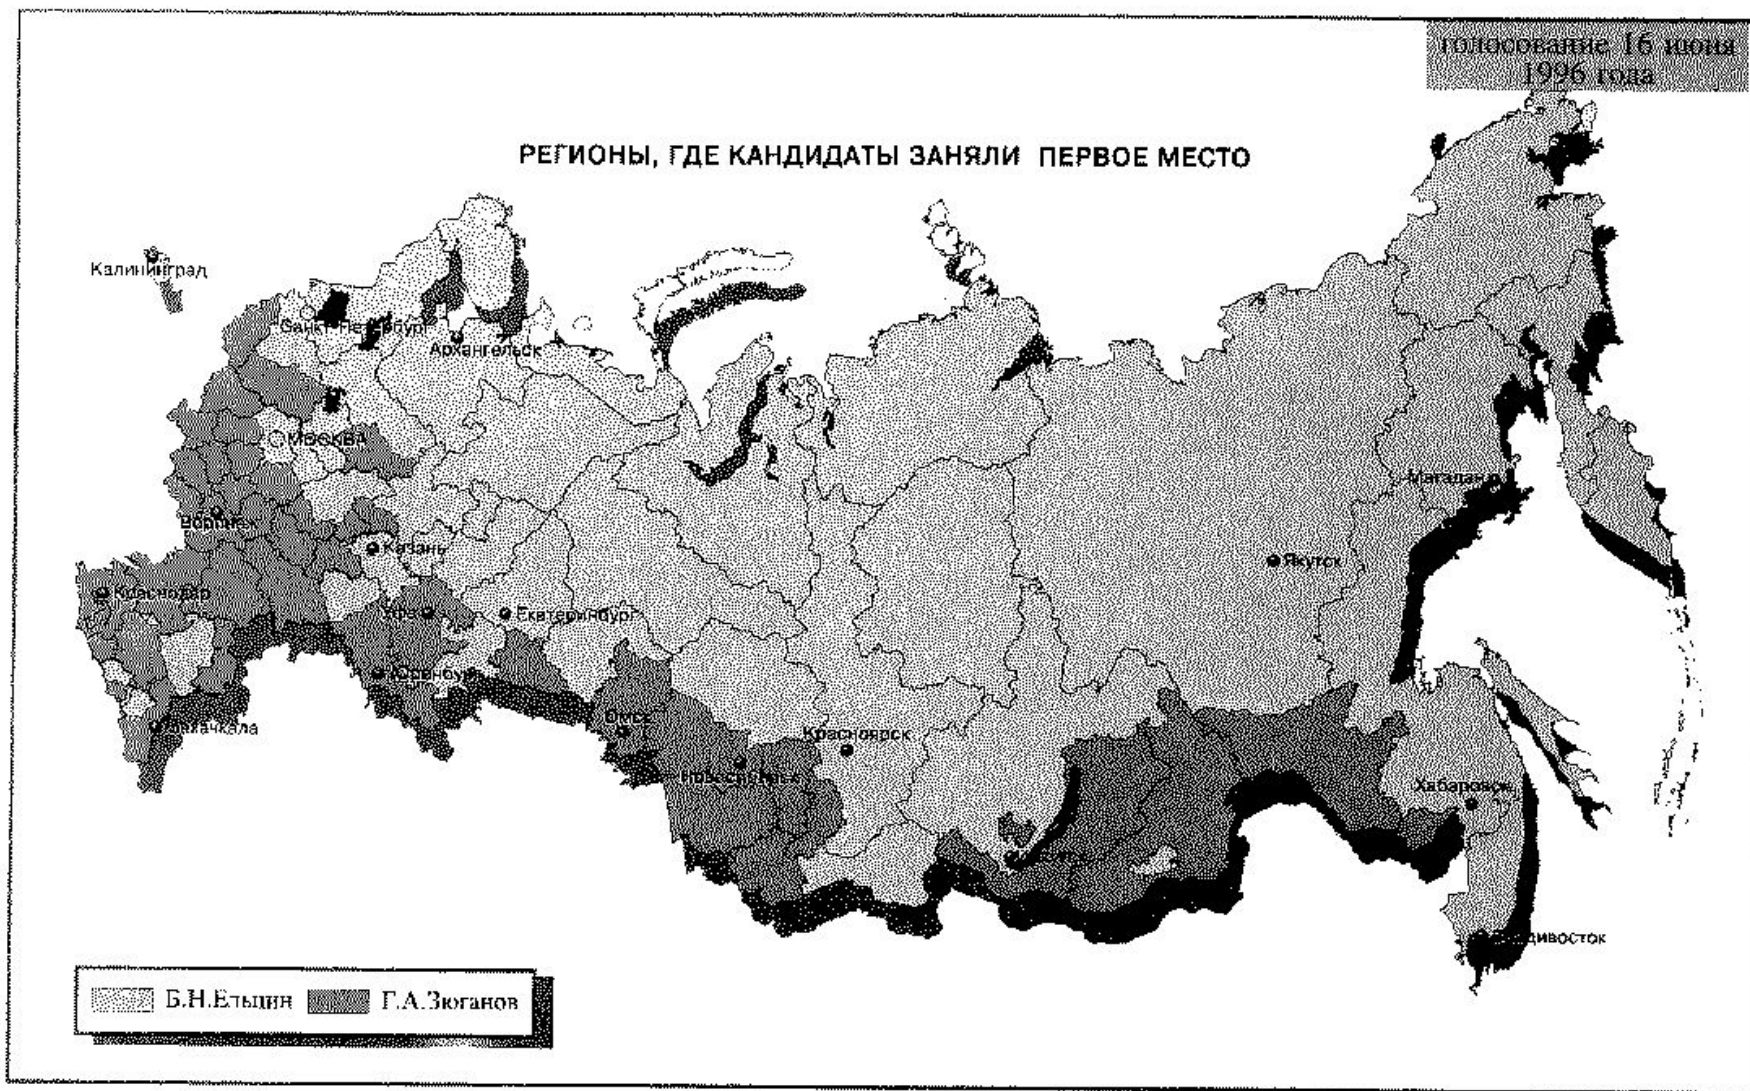 голосование 16 июня
1996 года
РЕГИОНЫ, ГДЕ КАНДИДАТЫ ЗАНЯЛИ ПЕРВОЕ МЕСТО
Калининград
Санкт-Петербург
Архангельск
МОСКВА
Магадан
Воронеж
Казань
Якутск
Краснодар
Уфа
Екатеринбург
Оренбург
Махачкала
Омск
Красноярск
Новосибирск
Хабаровск
Владивосток
Б.Н.Ельцин
Г.А.Зюганов